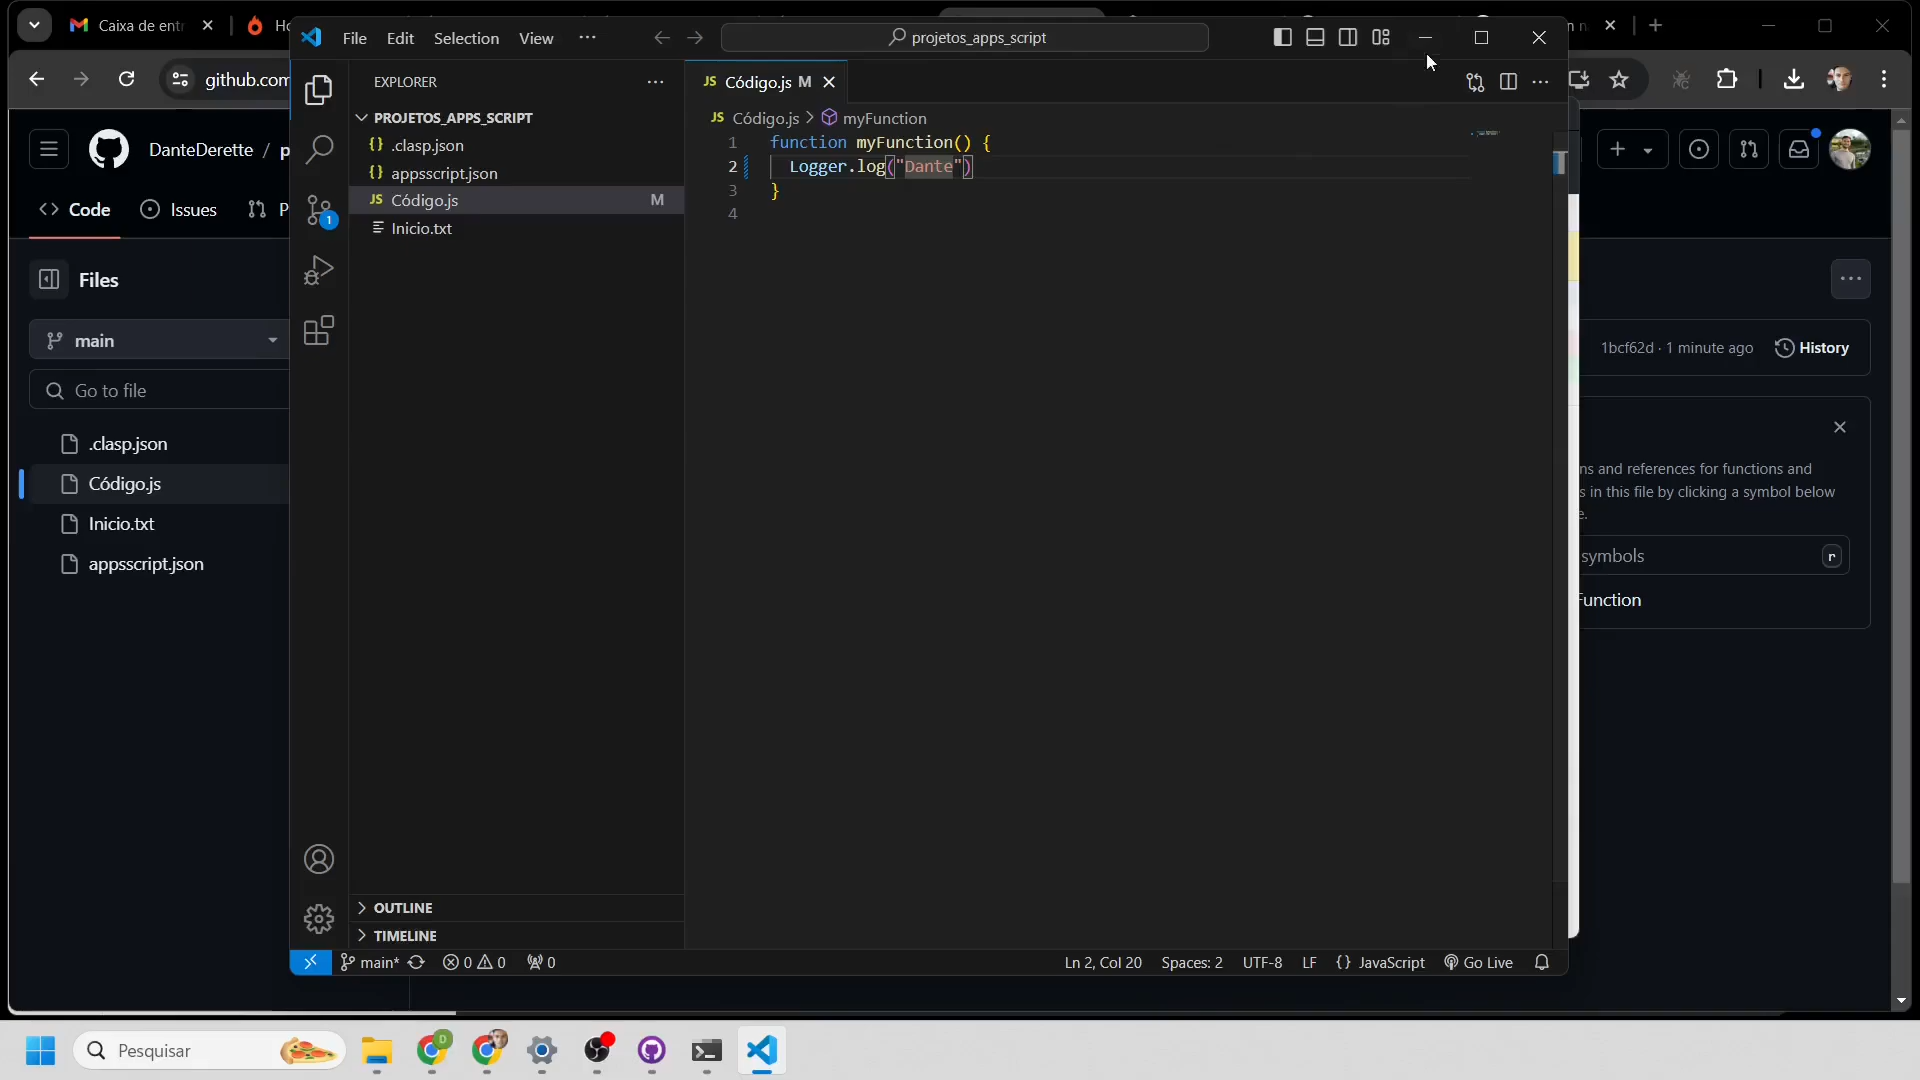 Caixa de entr
github.com
DanteDerette /
Code
Issues
Files
main
Go to file
.clasp.json
Código.js
Inicio.txt
appsscript.json
File Edit Selection View ···
projetos_apps_script
EXPLORER
PROJETOS_APPS_SCRIPT
.clasp.json
appsscript.json
JS Código.js M
Inicio.txt
OUTLINE
TIMELINE
JS Código.js M
JS Código.js > myFunction
1 function myFunction() {
2 Logger.log("Dante")
3 }
4
1
main* 0 0 0
Ln 2, Col 20 Spaces: 2 UTF-8 LF {} JavaScript Go Live
1bcf62d · 1 minute ago History
ns and references for functions and
s in this file by clicking a symbol below
symbols r
Function
Pesquisar